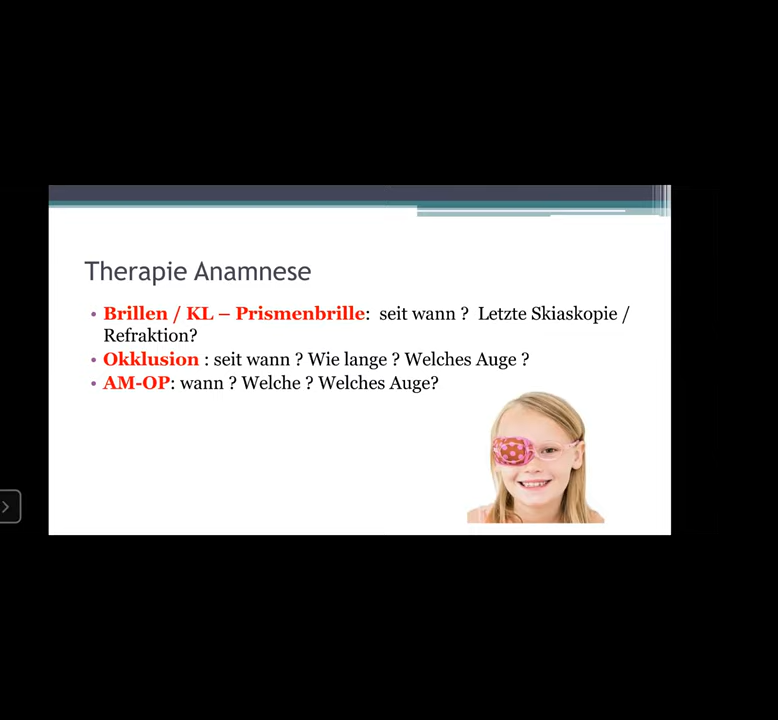 Therapie Anamnese
• Brillen / KL – Prismenbrille: seit wann ? Letzte Skiaskopie /
Refraktion?
• Okklusion : seit wann ? Wie lange ? Welches Auge ?
• AM-OP: wann ? Welche ? Welches Auge?